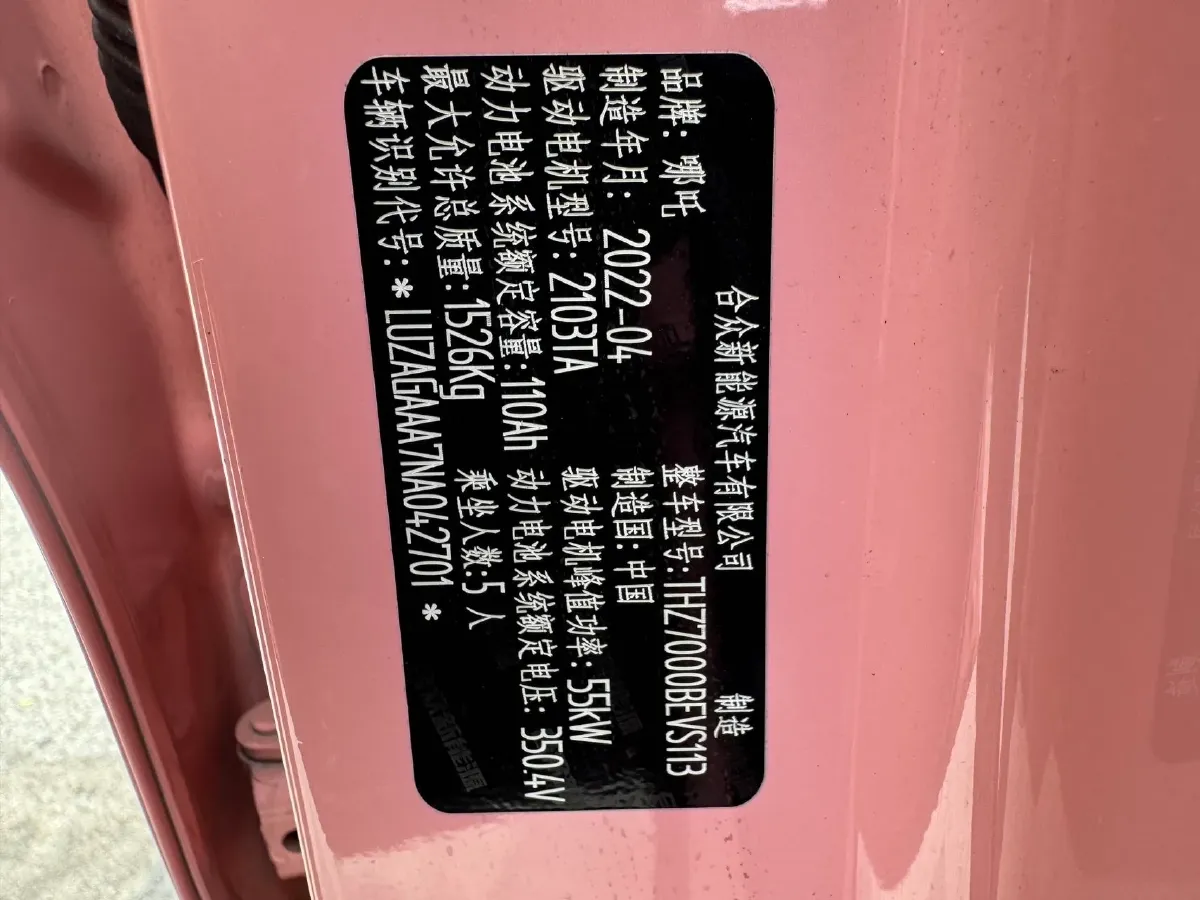 合众新能源汽车有限公司 制造
品牌: 哪吒 整车型号: THZ7000BEVS113
制造年月: 2022-04 制造国: 中国
驱动电机型号: 2103TA 驱动电机峰值功率: 55kW
动力电池系统额定容量: 110Ah 动力电池系统额定电压: 350.4V
最大允许总质量: 1526Kg 乘坐人数: 5 人
车辆识别代号: * LUZAGAAA7NA042701 *